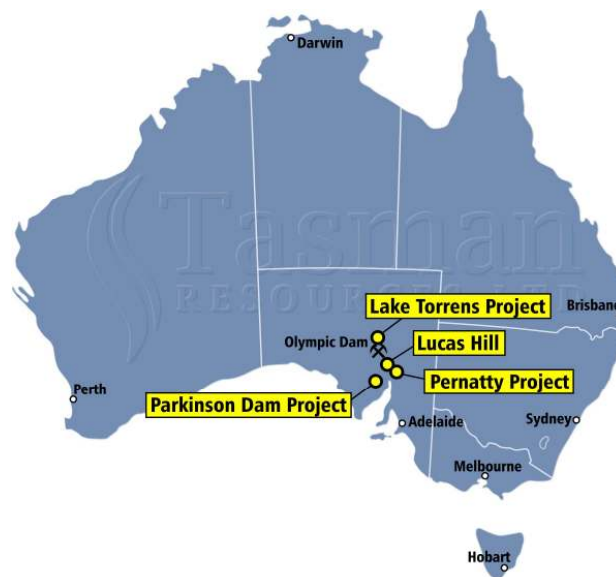 Darwin
Tasman
RESOURCES LTD
Lake Torrens Project
Brisbane
Olympic Dam
Lucas Hill
Pernatty Project
Perth
Parkinson Dam Project
Adelaide
Sydney
Melbourne
Hobart